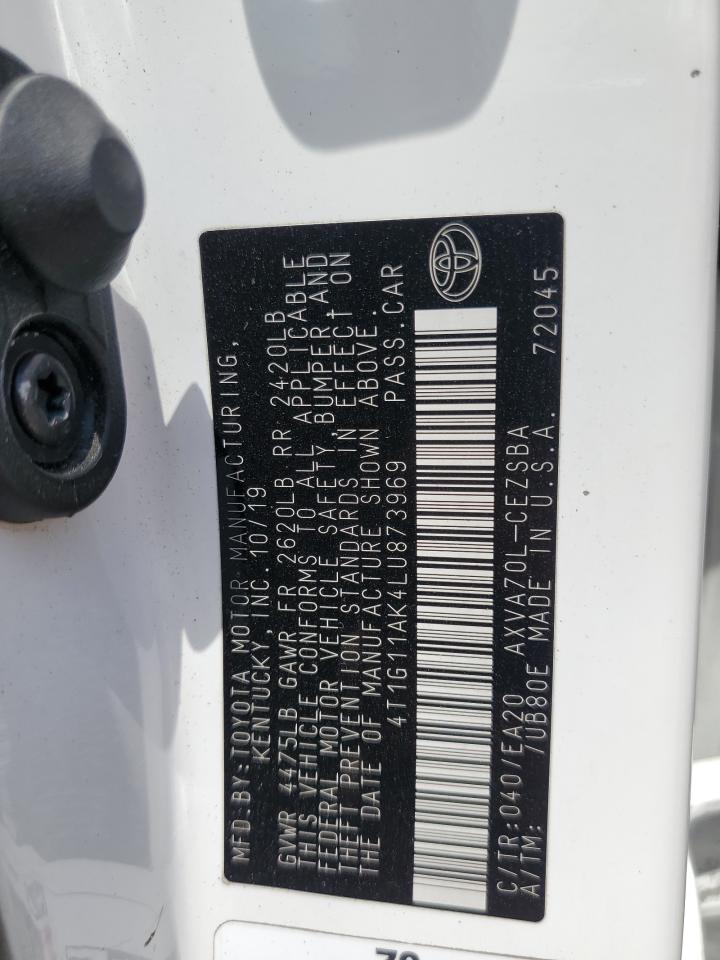 MFD.BY:TOYOTA MOTOR MANUFACTURING,
KENTUCKY,INC.10/19
GVWR 4475LB GAWR FR 2620LB RR 2420LB
THIS VEHICLE CONFORMS TO ALL APPLICABLE
FEDERAL MOTOR VEHICLE SAFETY, BUMPER, AND
THEFT PREVENTION STANDARDS IN EFFECT ON
THE DATE OF MANUFACTURE SHOWN ABOVE.
4T1G11AK4LU873969 PASS.CAR
C/TR:040/EA20 AXVA70L-CEZSBA
A/TM: 7UB80E MADE IN U.S.A. 72045